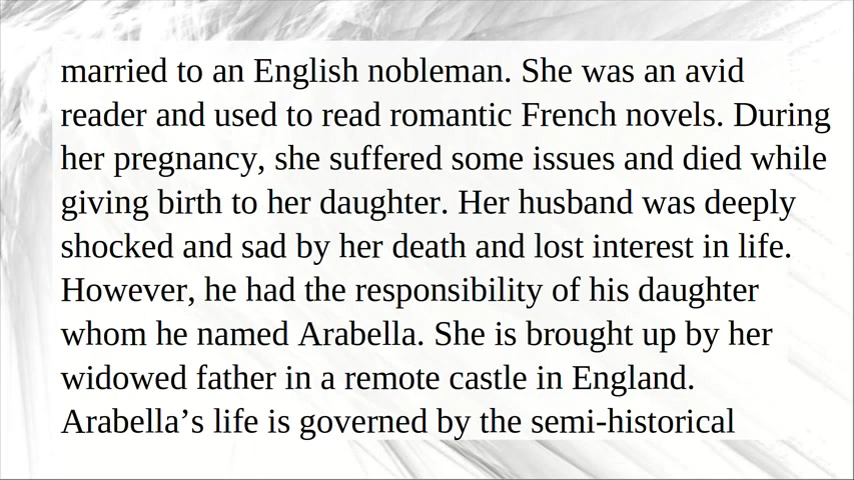 married to an English nobleman. She was an avid
reader and used to read romantic French novels. During
her pregnancy, she suffered some issues and died while
giving birth to her daughter. Her husband was deeply
shocked and sad by her death and lost interest in life.
However, he had the responsibility of his daughter
whom he named Arabella. She is brought up by her
widowed father in a remote castle in England.
Arabella’s life is governed by the semi-historical